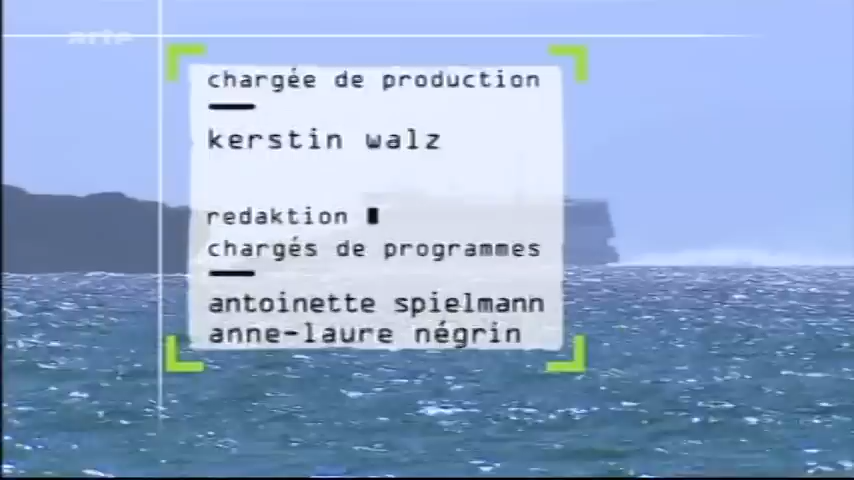 arte
chargée de production
kerstin walz
redaktion
chargés de programmes
antoinette spielmann
anne-laure négrin